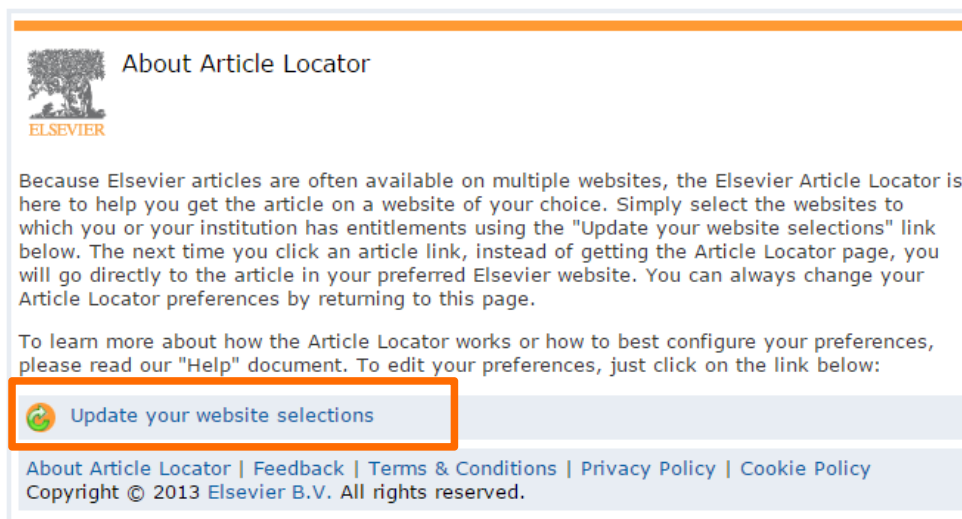 About Article Locator
ELSEVIER
Because Elsevier articles are often available on multiple websites, the Elsevier Article Locator is
here to help you get the article on a website of your choice. Simply select the websites to
which you or your institution has entitlements using the "Update your website selections" link
below. The next time you click an article link, instead of getting the Article Locator page, you
will go directly to the article in your preferred Elsevier website. You can always change your
Article Locator preferences by returning to this page.
To learn more about how the Article Locator works or how to best configure your preferences,
please read our "Help" document. To edit your preferences, just click on the link below:
Update your website selections
About Article Locator | Feedback | Terms & Conditions | Privacy Policy | Cookie Policy
Copyright © 2013 Elsevier B.V. All rights reserved.